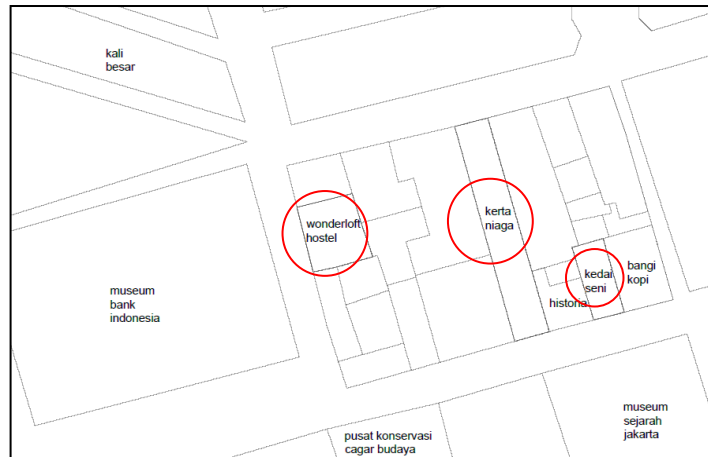 kali
besar
wonderloft
hostel
kerta
niaga
kedai
seni
bangi
kopi
historia
museum
bank
indonesia
museum
sejarah
jakarta
pusat konservasi
cagar budaya